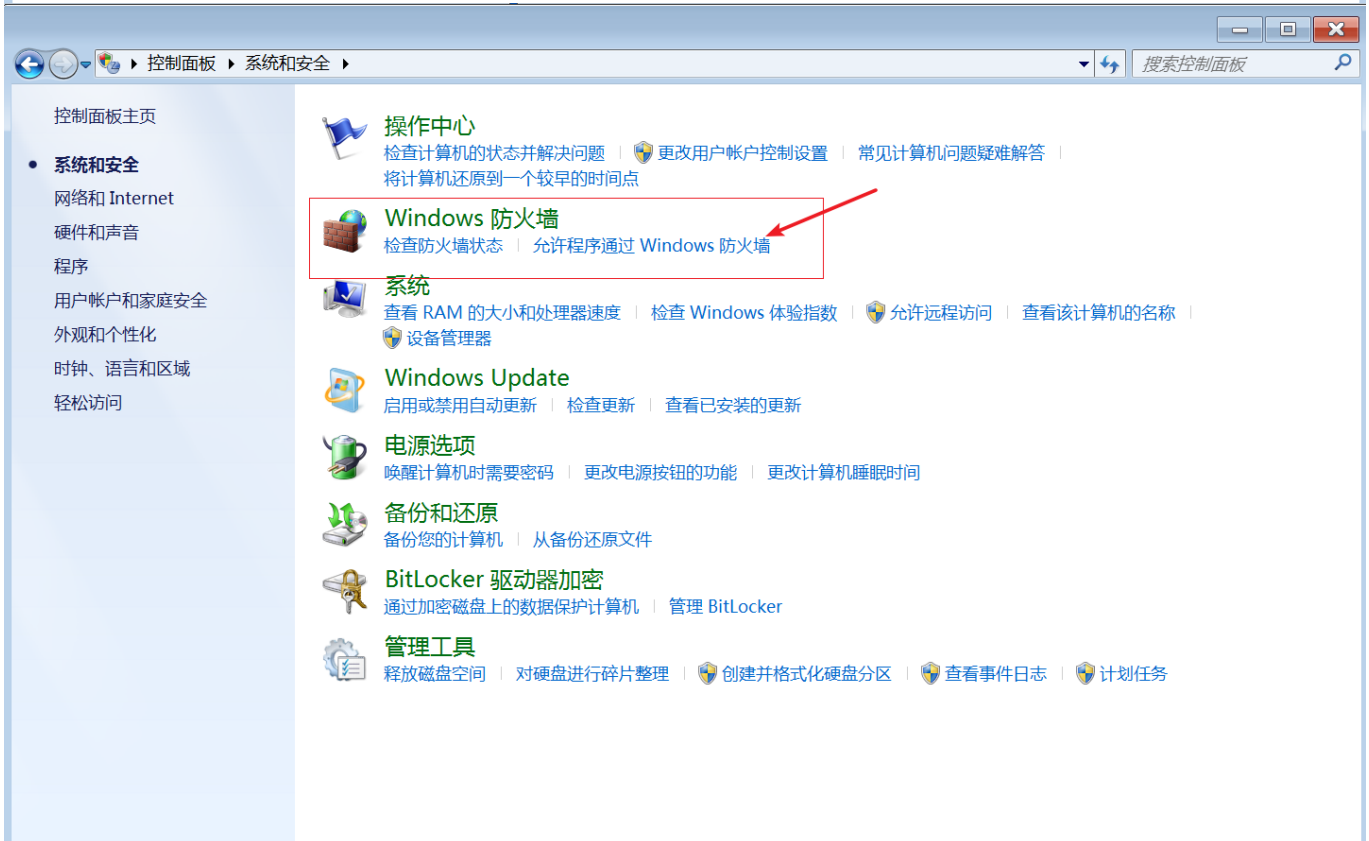 控制面板 系统和安全
搜索控制面板
控制面板主页
系统和安全
网络和 Internet
硬件和声音
程序
用户帐户和家庭安全
外观和个性化
时钟、语言和区域
轻松访问
操作中心
检查计算机的状态并解决问题 更改用户帐户控制设置 常见计算机问题疑难解答
将计算机还原到一个较早的时间点
Windows 防火墙
检查防火墙状态 允许程序通过 Windows 防火墙
系统
查看 RAM 的大小和处理器速度 检查 Windows 体验指数 允许远程访问 查看该计算机的名称
设备管理器
Windows Update
启用或禁用自动更新 检查更新 查看已安装的更新
电源选项
唤醒计算机时需要密码 更改电源按钮的功能 更改计算机睡眠时间
备份和还原
备份您的计算机 从备份还原文件
BitLocker 驱动器加密
通过加密磁盘上的数据保护计算机 管理 BitLocker
管理工具
释放磁盘空间 对硬盘进行碎片整理 创建并格式化硬盘分区 查看事件日志 计划任务